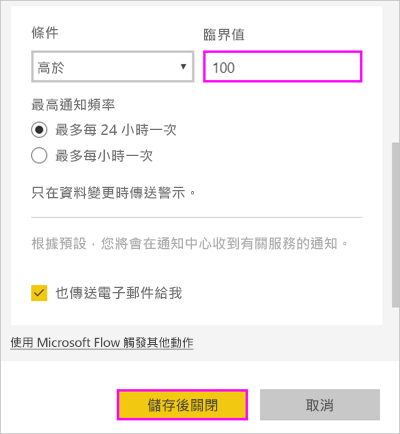 條件
臨界值
高於
100
最高通知頻率
最多每 24 小時一次
最多每小時一次
只在資料變更時傳送警示。
根據預設，您將會在通知中心收到有關服務的通知。
也傳送電子郵件給我
使用 Microsoft Flow 觸發其他動作
儲存後關閉
取消